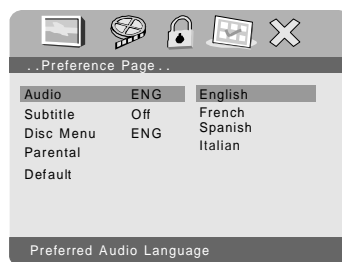 ..Preference Page..
Audio ENG English
Subtitle Off French
Disc Menu ENG Spanish
Parental Italian
Default
Preferred Audio Language